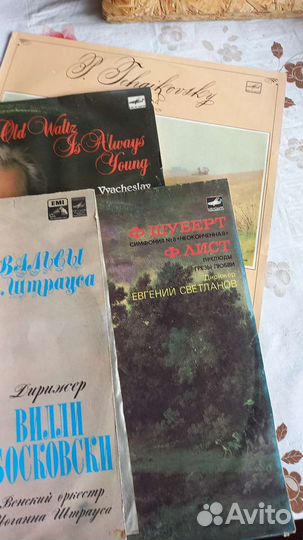 P. Tchaikovsky
Old Waltz
Is Always
Young
Vyacheslav
EMI
ВАЛЬСЫ
ШТРАУСА
Дирижер
ВИЛЛИ
БОСКОВСКИ
Венский оркестр
Иоганна Штрауса
Ф. ШУБЕРТ
СИМФОНИЯ №8 «НЕОКОНЧЕННАЯ»
Ф. ЛИСТ
ПРЕЛЮДЫ
ГРЕЗЫ ЛЮБВИ
Дирижер
ЕВГЕНИЙ СВЕТЛАНОВ
Avito